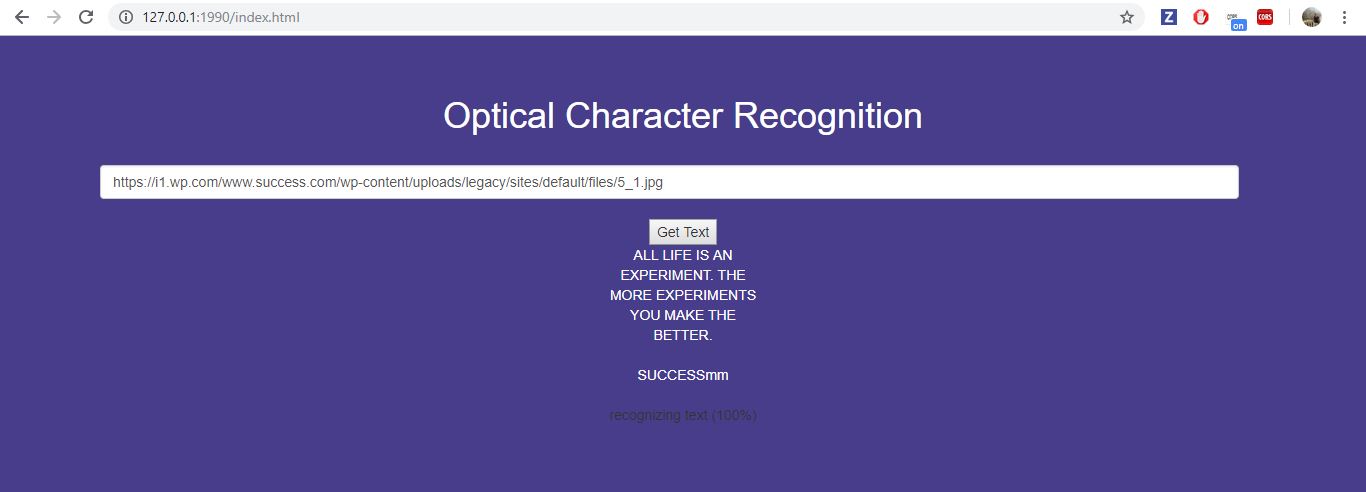 127.0.0.1:1990/index.html
Z
on
CORS
Optical Character Recognition
https://i1.wp.com/www.success.com/wp-content/uploads/legacy/sites/default/files/5_1.jpg
Get Text
ALL LIFE IS AN
EXPERIMENT. THE
MORE EXPERIMENTS
YOU MAKE THE
BETTER.
SUCCESSmm
recognizing text (100%)